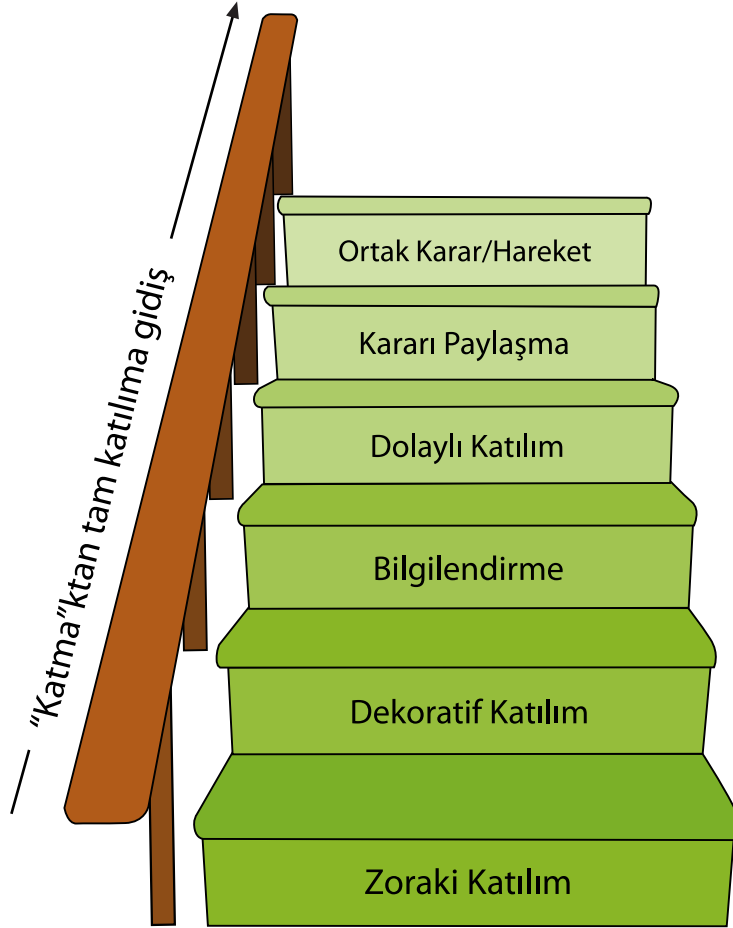 "Katma"ktan tam katılıma gidiş
Ortak Karar/Hareket
Kararı Paylaşma
Dolaylı Katılım
Bilgilendirme
Dekoratif Katılım
Zoraki Katılım